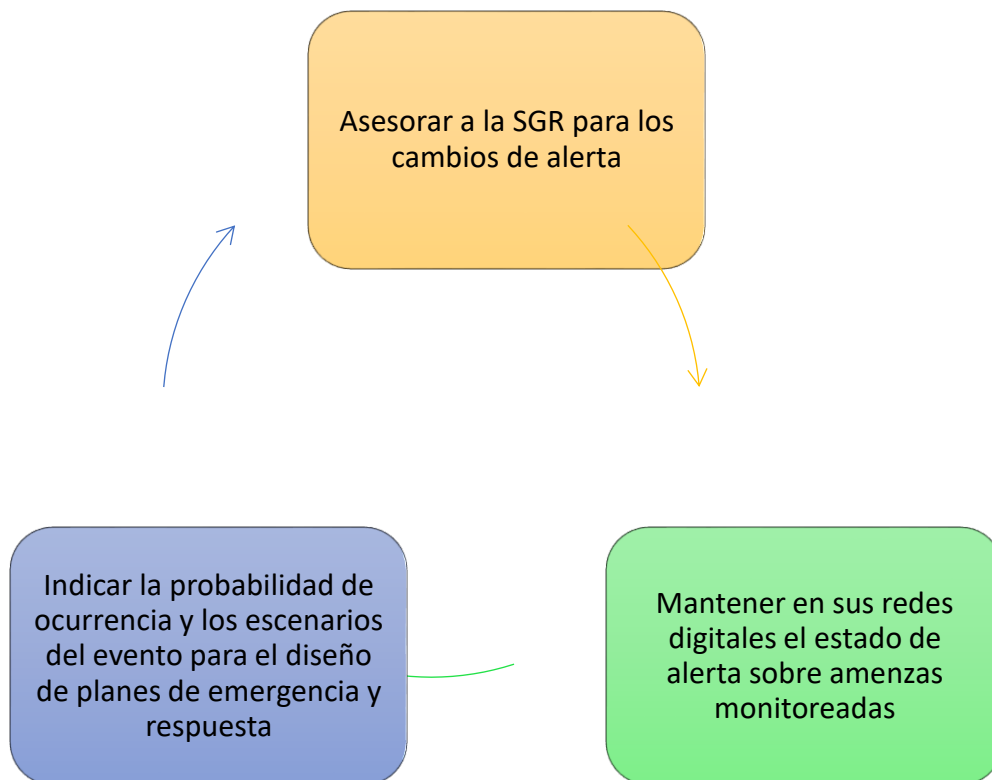 Asesorar a la SGR para los
cambios de alerta
Indicar la probabilidad de
ocurrencia y los escenarios
del evento para el diseño
de planes de emergencia y
respuesta
Mantener en sus redes
digitales el estado de
alerta sobre amenzas
monitoreadas